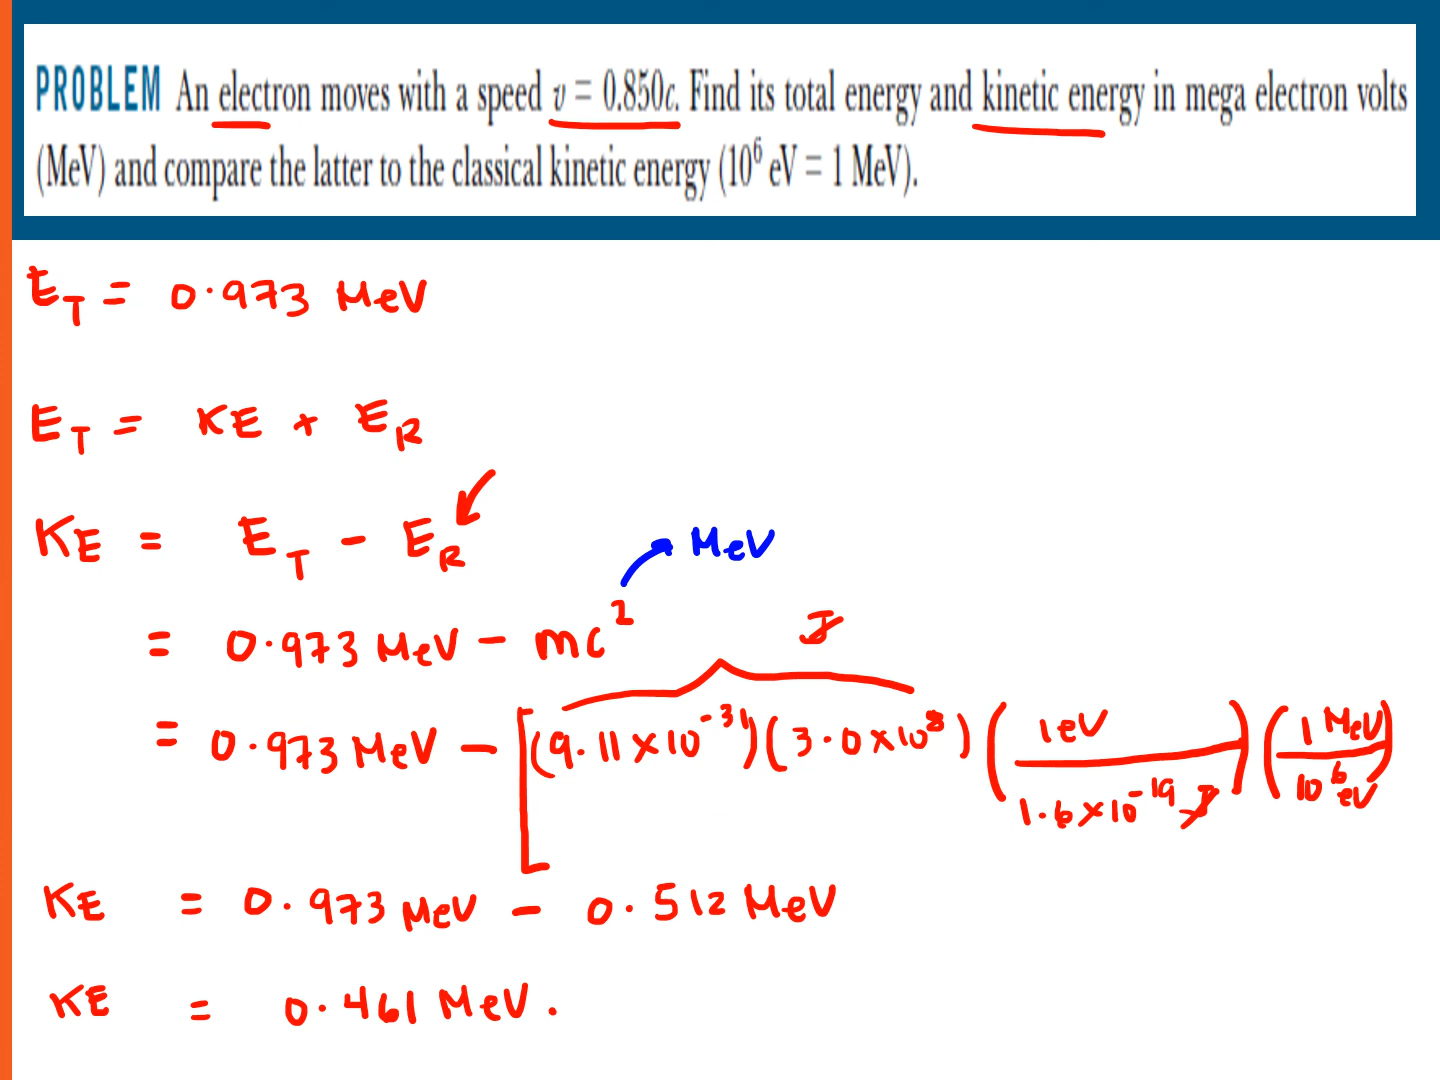 PROBLEM An electron moves with a speed v = 0.850c. Find its total energy and kinetic energy in mega electron volts
(MeV) and compare the latter to the classical kinetic energy (10⁶ eV = 1 MeV).
E_T = 0.973 MeV
E_T = KE + E_R
KE = E_T - E_R
MeV
= 0.973 MeV - mc²
J
= 0.973 MeV - [(9.11 × 10⁻³¹)(3.0 × 10⁸) (1eV / 1.6 × 10⁻¹⁹ J) (1 MeV / 10⁶ eV)
KE = 0.973 MeV - 0.512 MeV
KE = 0.461 MeV.